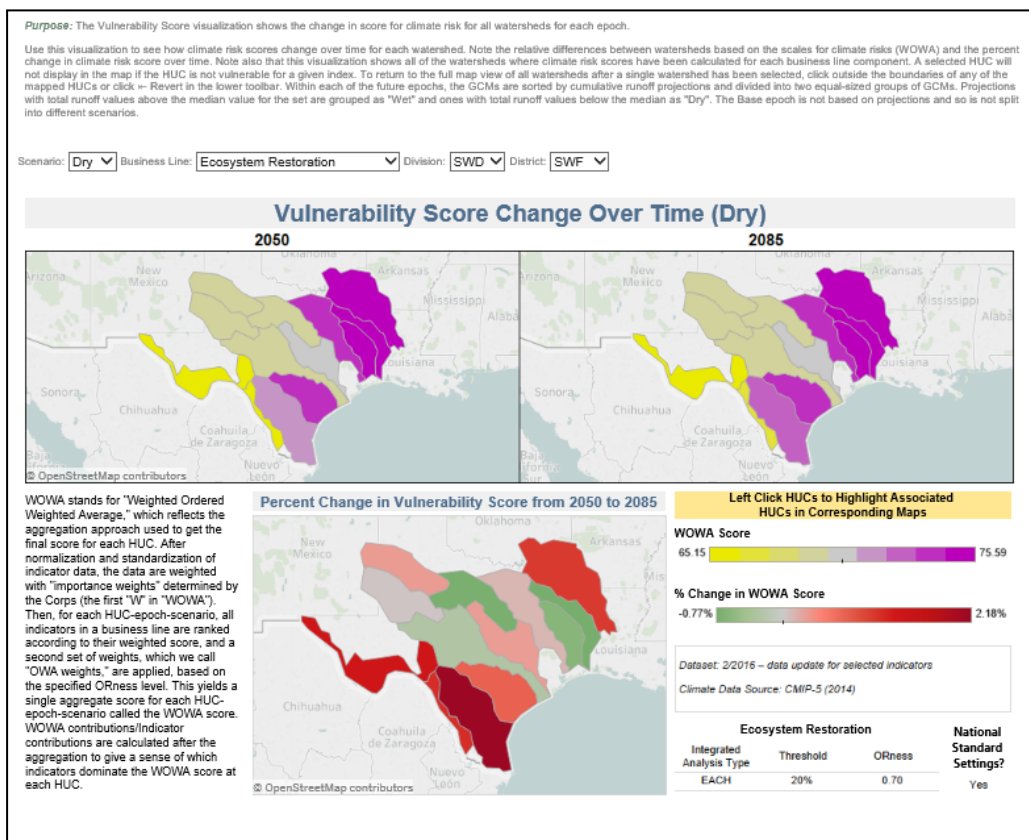 Purpose: The Vulnerability Score visualization shows the change in score for climate risk for all watersheds for each epoch.
Use this visualization to see how climate risk scores change over time for each watershed. Note the relative differences between watersheds based on the scales for climate risks (WOWA) and the percent
change in climate risk score over time. Note also that this visualization shows all of the watersheds where climate risk scores have been calculated for each business line component. A selected HUC will
not display in the map if the HUC is not vulnerable for a given index. To return to the full map view of all watersheds after a single watershed has been selected, click outside the boundaries of any of the
mapped HUCs or click ⇤ Revert in the lower toolbar. Within each of the future epochs, the GCMs are sorted by cumulative runoff projections and divided into two equal-sized groups of GCMs. Projections
with total runoff values above the median value for the set are grouped as "Wet" and ones with total runoff values below the median as "Dry". The Base epoch is not based on projections and so is not split
into different scenarios.
Scenario: Dry Business Line: Ecosystem Restoration Division: SWD District: SWF
Vulnerability Score Change Over Time (Dry)
2050 2085
Arizona New Mexico Oklahoma Arkansas Mississippi Alaba Louisiana Sonora Chihuahua Coahuila de Zaragoza Nuevo León Baja
© OpenStreetMap contributors
Arizona New Mexico Oklahoma Arkansas Mississippi Alaba Louisiana Sonora Chihuahua Coahuila de Zaragoza Nuevo León
WOWA stands for "Weighted Ordered
Weighted Average," which reflects the
aggregation approach used to get the
final score for each HUC. After
normalization and standardization of
indicator data, the data are weighted
with "importance weights" determined by
the Corps (the first "W" in "WOWA").
Then, for each HUC-epoch-scenario, all
indicators in a business line are ranked
according to their weighted score, and a
second set of weights, which we call
"OWA weights," are applied, based on
the specified ORness level. This yields a
single aggregate score for each HUC-
epoch-scenario called the WOWA score.
WOWA contributions/Indicator
contributions are calculated after the
aggregation to give a sense of which
indicators dominate the WOWA score at
each HUC.
Percent Change in Vulnerability Score from 2050 to 2085
New Mexico Oklahoma Arkansas Louisiana Chihuahua Coahuila de Zaragoza Nuevo León
© OpenStreetMap contributors
Left Click HUCs to Highlight Associated
HUCs in Corresponding Maps
WOWA Score
65.15 75.59
% Change in WOWA Score
-0.77% 2.18%
Dataset: 2/2016 – data update for selected indicators
Climate Data Source: CMIP-5 (2014)
Ecosystem Restoration
Integrated
Analysis Type Threshold ORness
EACH 20% 0.70
National
Standard
Settings?
Yes